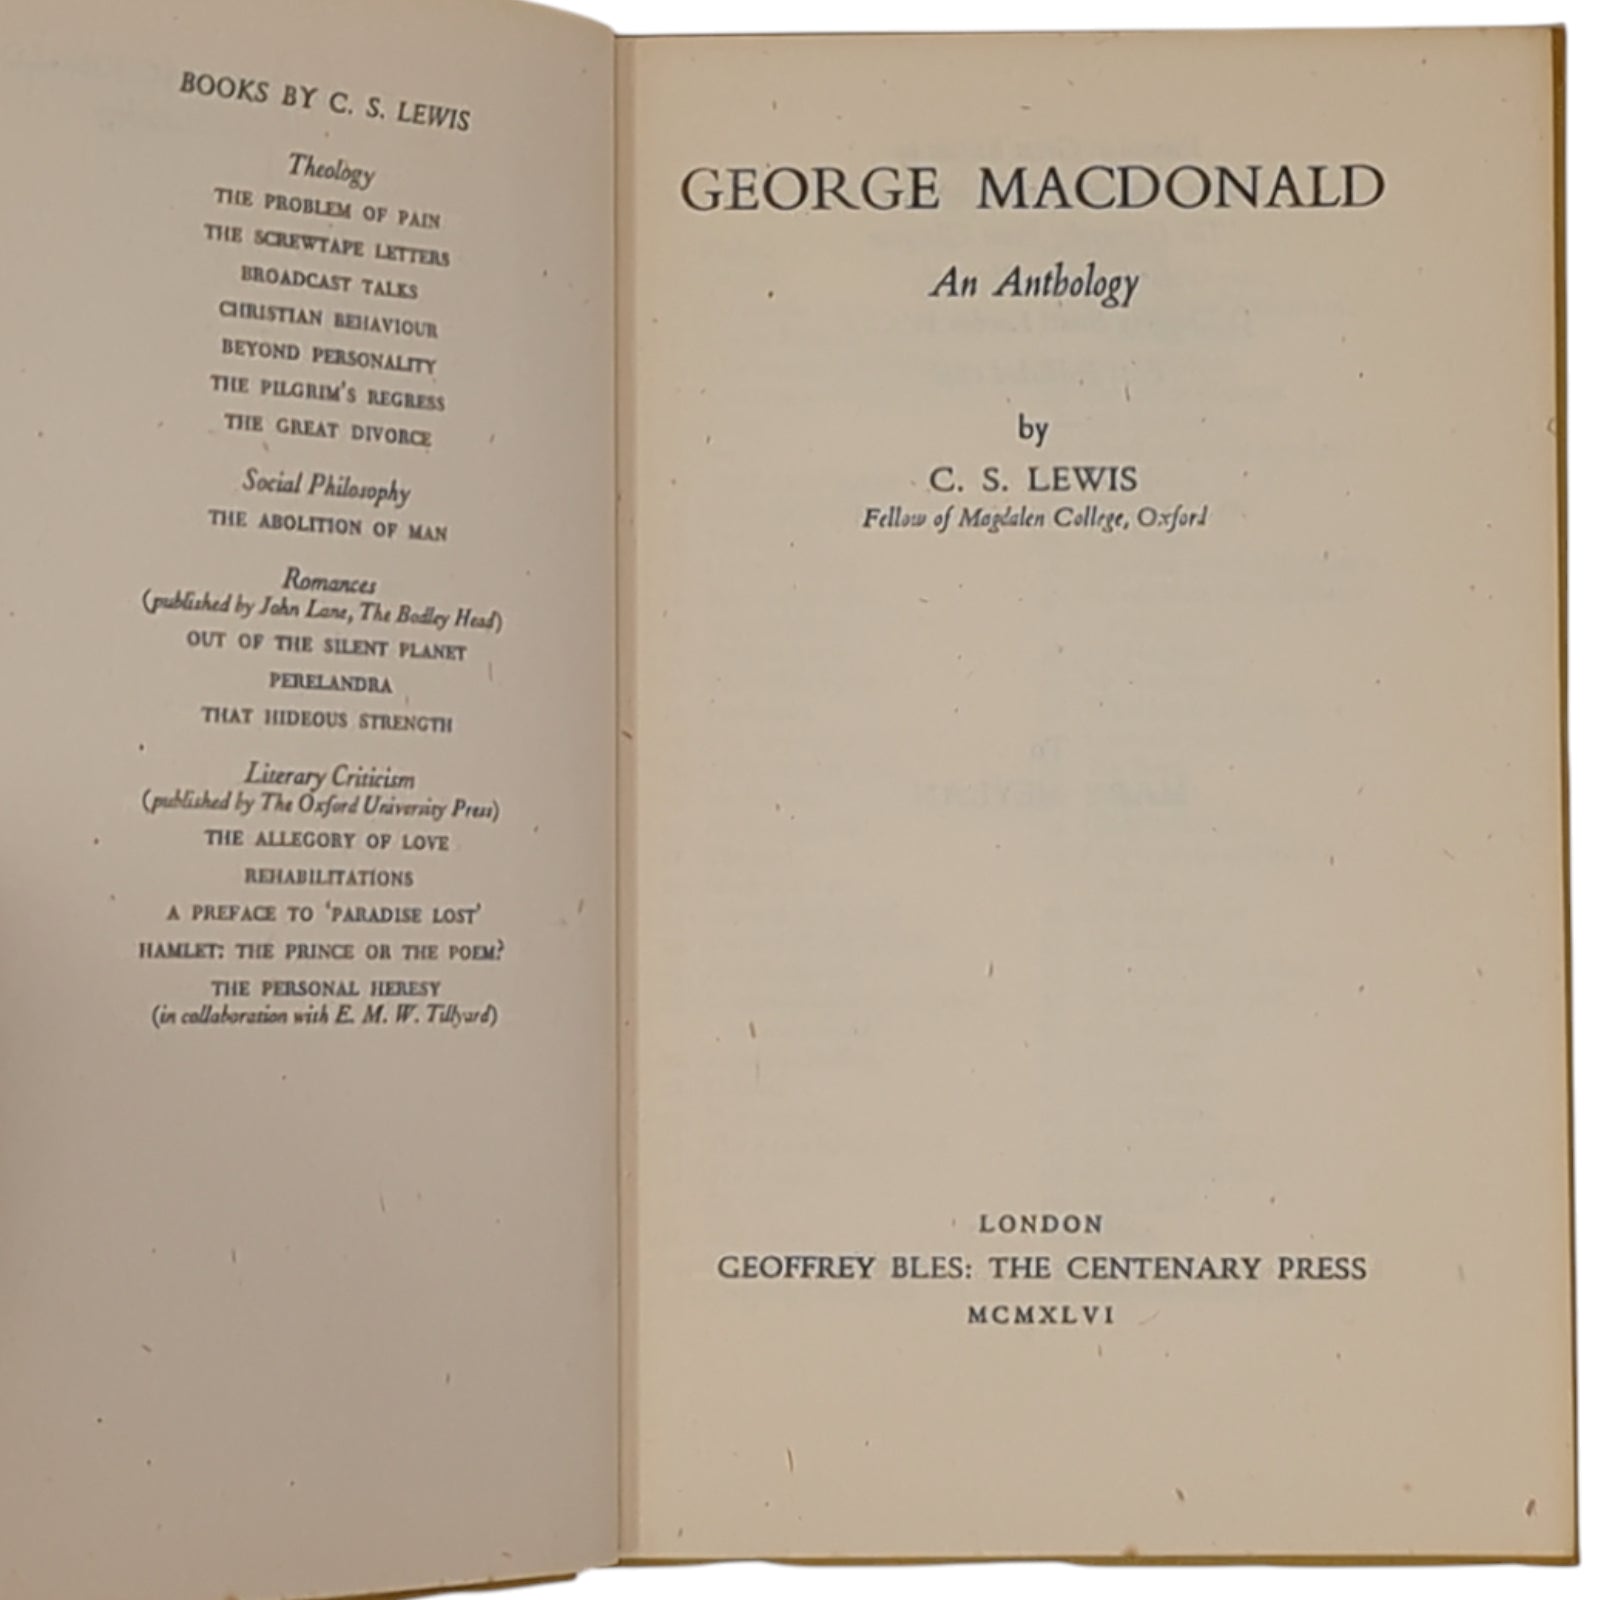 BOOKS BY C. S. LEWIS
Theology
THE PROBLEM OF PAIN
THE SCREWTAPE LETTERS
BROADCAST TALKS
CHRISTIAN BEHAVIOUR
BEYOND PERSONALITY
THE PILGRIM'S REGRESS
THE GREAT DIVORCE
Social Philosophy
THE ABOLITION OF MAN
Romances
(published by John Lane, The Bodley Head)
OUT OF THE SILENT PLANET
PERELANDRA
THAT HIDEOUS STRENGTH
Literary Criticism
(published by The Oxford University Press)
THE ALLEGORY OF LOVE
REHABILITATIONS
A PREFACE TO 'PARADISE LOST'
HAMLET: THE PRINCE OR THE POEM?
THE PERSONAL HERESY
(in collaboration with E. M. W. Tillyard)
GEORGE MACDONALD
An Anthology
by
C. S. LEWIS
Fellow of Magdalen College, Oxford
LONDON
GEOFFREY BLES: THE CENTENARY PRESS
MCMXLVI